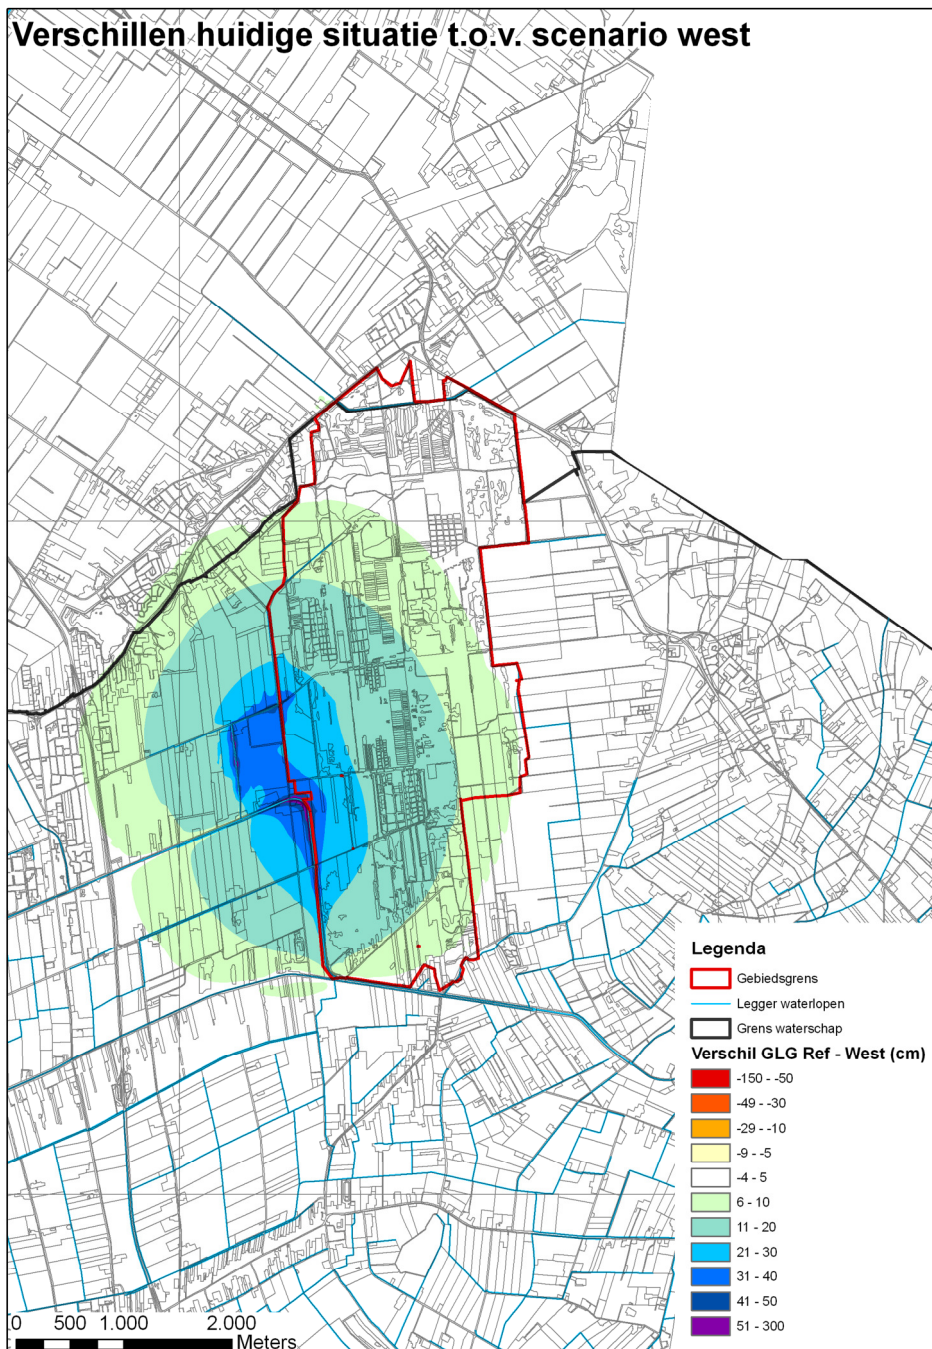 Verschillen huidige situatie t.o.v. scenario west
Legenda
Gebiedsgrens
Legger waterlopen
Grens waterschap
Verschil GLG Ref - West (cm)
-150 - -50
-49 - -30
-29 - -10
-9 - -5
-4 - 5
6 - 10
11 - 20
21 - 30
31 - 40
41 - 50
51 - 300
0 500 1.000 2.000
Meters